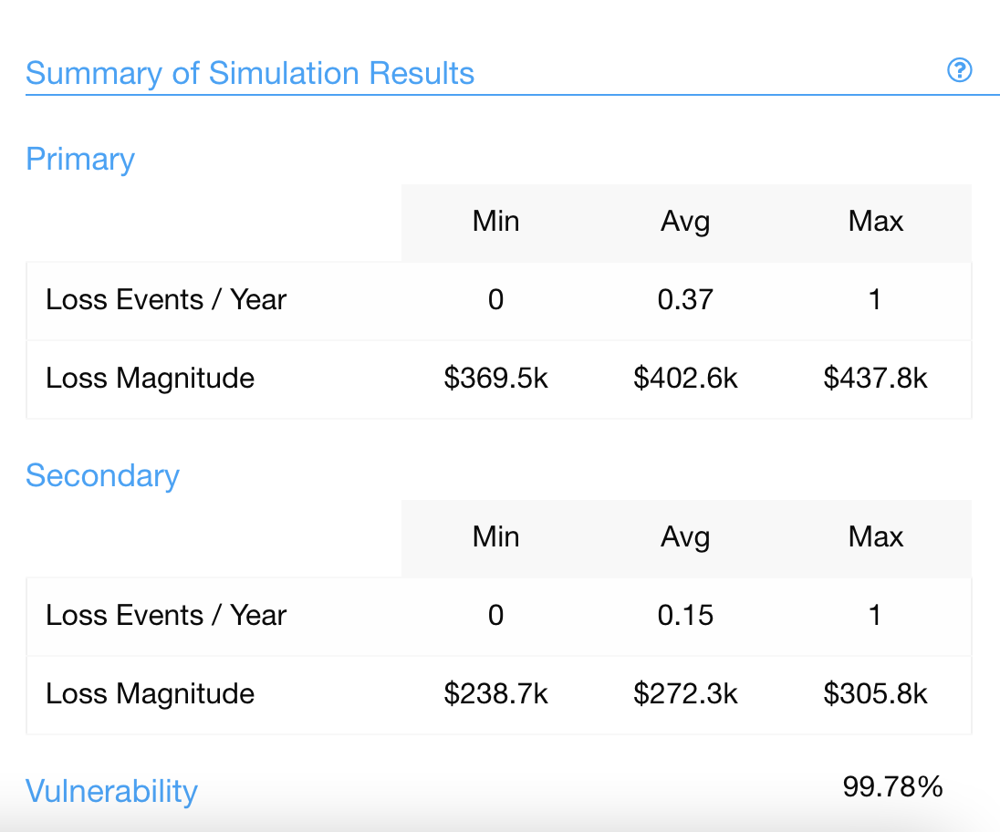 Summary of Simulation Results ?
Primary
Min Avg Max
Loss Events / Year 0 0.37 1
Loss Magnitude $369.5k $402.6k $437.8k
Secondary
Min Avg Max
Loss Events / Year 0 0.15 1
Loss Magnitude $238.7k $272.3k $305.8k
Vulnerability 99.78%